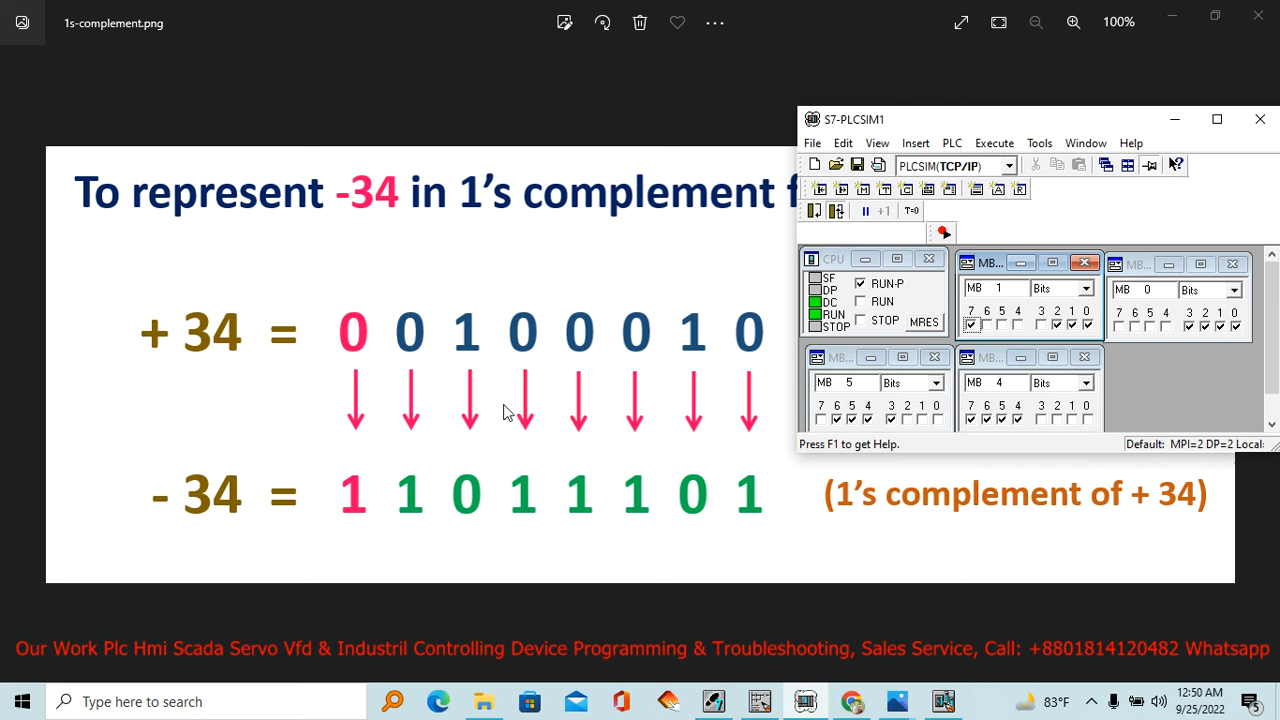 1s-complement.png
100%
To represent -34 in 1's complement f
+ 34 = 0 0 1 0 0 0 1 0
- 34 = 1 1 0 1 1 1 0 1 (1's complement of + 34)
S7-PLCSIM1
File Edit View Insert PLC Execute Tools Window Help
PLCSIM(TCP/IP)
+1 T=0
CPU
SF
DP
DC
RUN
STOP
RUN-P
RUN
STOP
MRES
MB...
MB 1 Bits
7 6 5 4 3 2 1 0
MB...
MB 0 Bits
7 6 5 4 3 2 1 0
MB...
MB 5 Bits
7 6 5 4 3 2 1 0
MB...
MB 4 Bits
7 6 5 4 3 2 1 0
Press F1 to get Help.
Default: MPI=2 DP=2 Local:
Our Work Plc Hmi Scada Servo Vfd & Industril Controlling Device Programming & Troubleshooting, Sales Service, Call: +8801814120482 Whatsapp
Type here to search
83°F
12:50 AM
9/25/2022
5